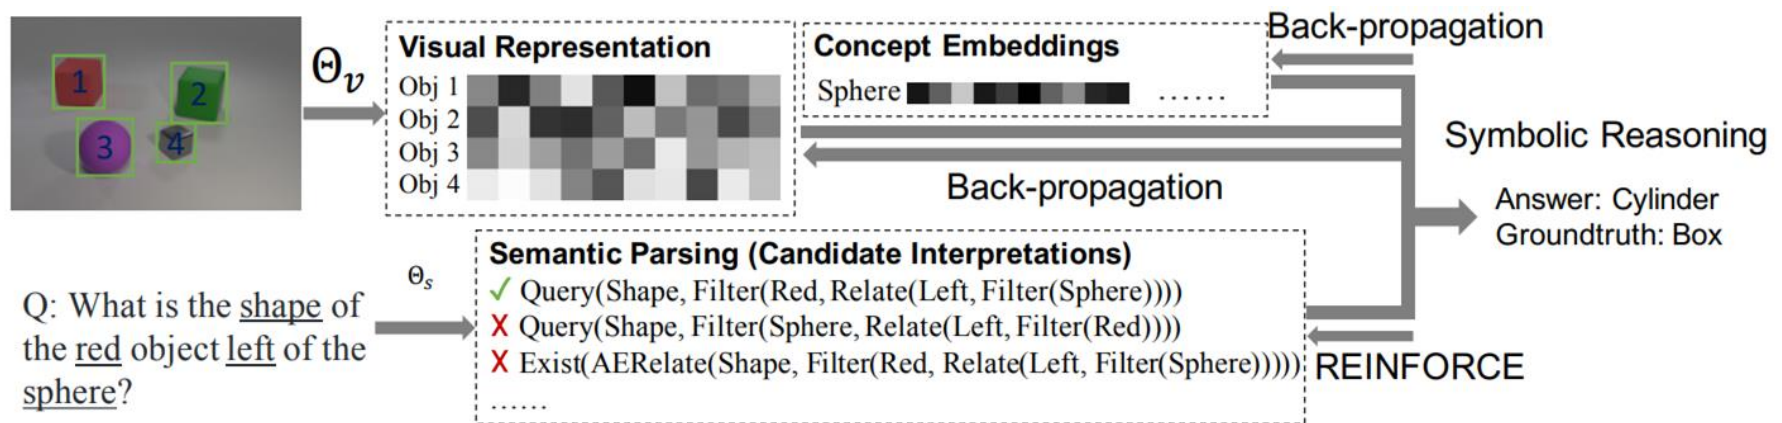 1
2
3
4
Θv
Visual Representation
Obj 1
Obj 2
Obj 3
Obj 4
Concept Embeddings
Sphere ......
Back-propagation
Back-propagation
Symbolic Reasoning
Answer: Cylinder
Groundtruth: Box
Q: What is the shape of
the red object left of the
sphere?
Θs
Semantic Parsing (Candidate Interpretations)
✓ Query(Shape, Filter(Red, Relate(Left, Filter(Sphere))))
X Query(Shape, Filter(Sphere, Relate(Left, Filter(Red))))
X Exist(AERelate(Shape, Filter(Red, Relate(Left, Filter(Sphere)))))
......
REINFORCE